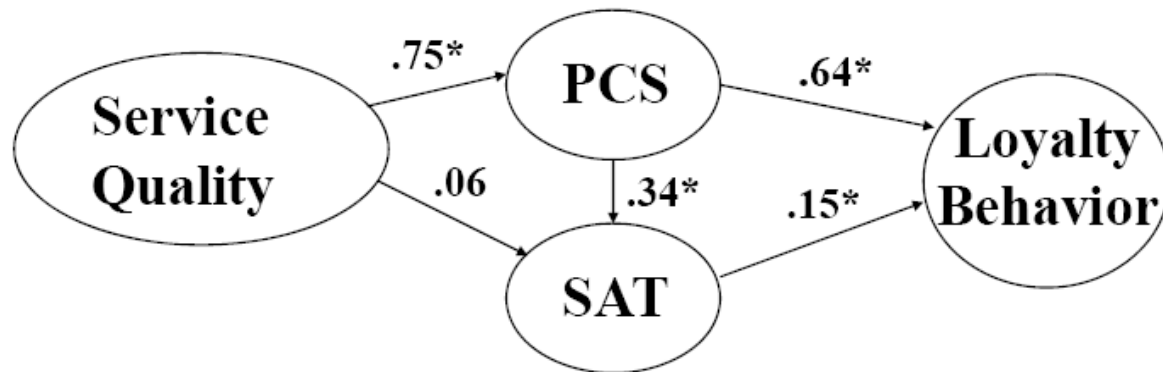 Service
Quality
.75*
PCS
.64*
.06
.34*
.15*
SAT
Loyalty
Behavior